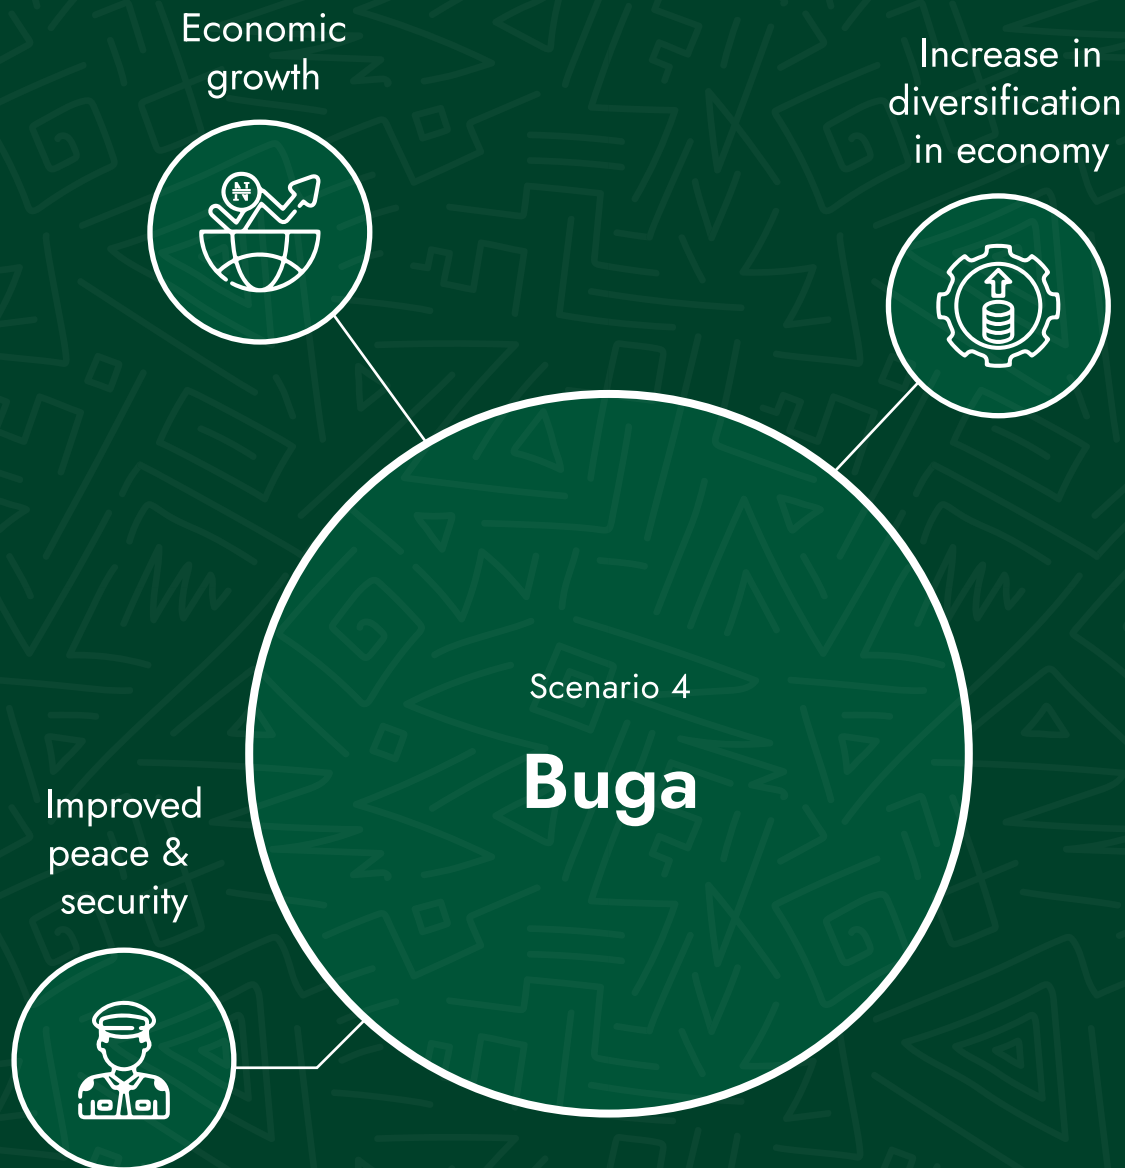 Economic
growth
Increase in
diversification
in economy
₦
Scenario 4
Buga
Improved
peace &
security